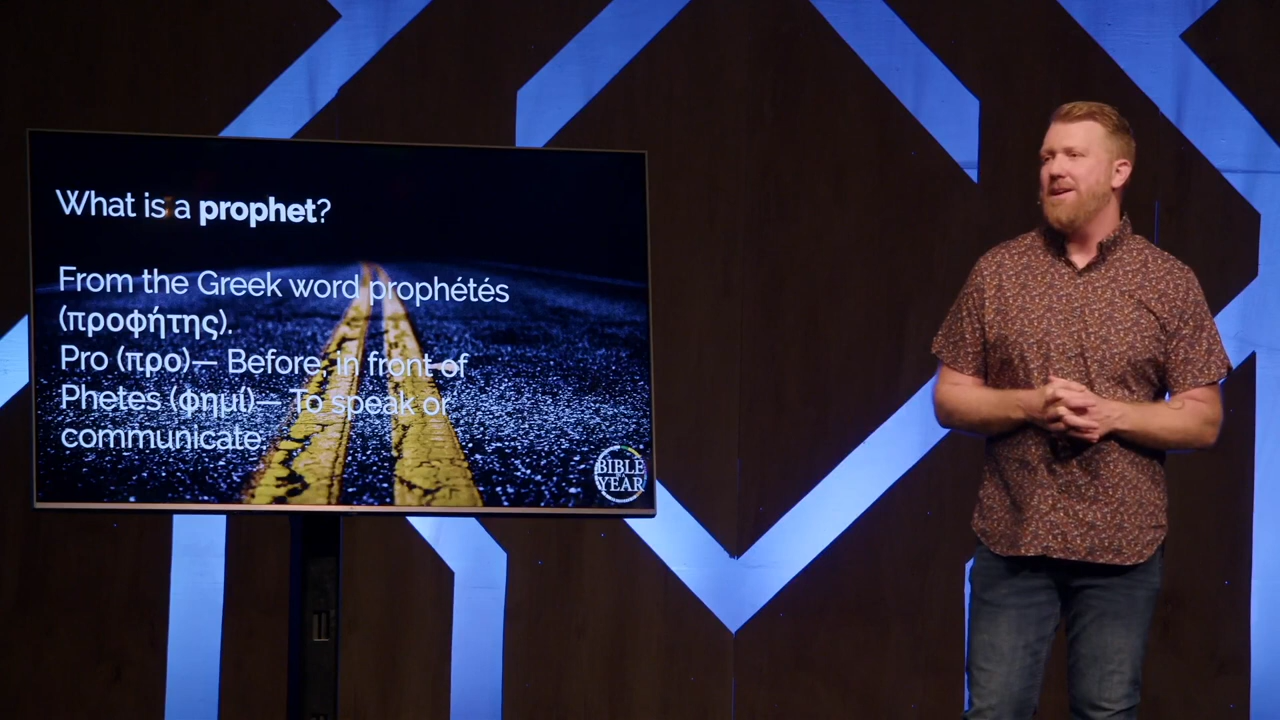 What is a prophet?
From the Greek word prophétés
(προφήτης).
Pro (προ)— Before, in front of
Phetes (φημί)— To speak or
communicate
BIBLE
YEAR